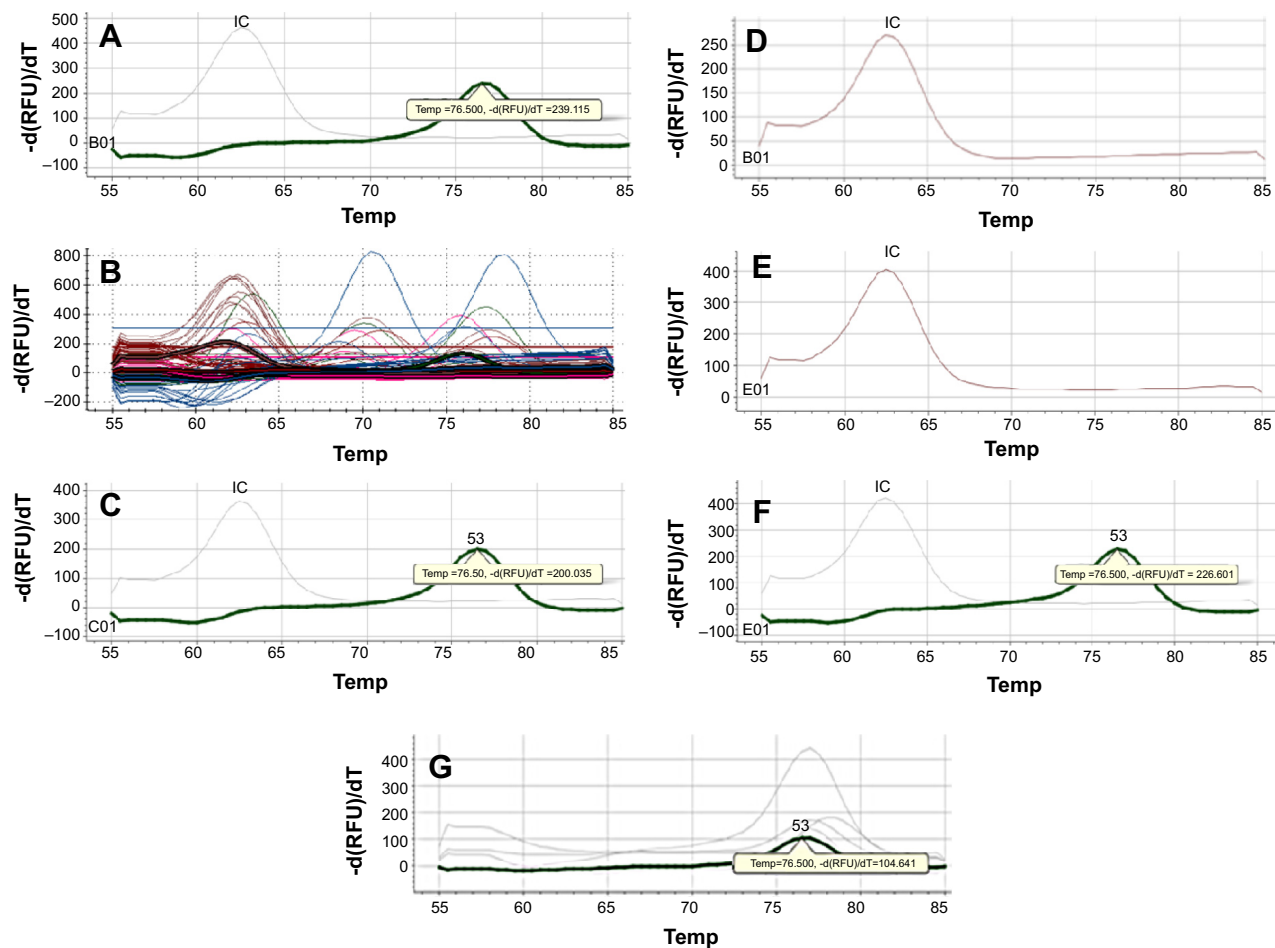 A
-d(RFU)/dT
500
400
300
200
100
0
–100
IC
B01
Temp =76.500, -d(RFU)/dT =239.115
55 60 65 70 75 80 85
Temp
D
-d(RFU)/dT
250
200
150
100
50
0
IC
B01
55 60 65 70 75 80 85
Temp
B
-d(RFU)/dT
800
600
400
200
0
–200
55 60 65 70 75 80 85
Temp
E
-d(RFU)/dT
400
300
200
100
0
IC
E01
55 60 65 70 75 80 85
Temp
C
-d(RFU)/dT
400
300
200
100
0
–100
IC
53
C01
Temp =76.50, -d(RFU)/dT =200.035
55 60 65 70 75 80 85
Temp
F
-d(RFU)/dT
400
300
200
100
0
–100
IC
53
E01
Temp =76.500, -d(RFU)/dT = 226.601
55 60 65 70 75 80 85
Temp
G
-d(RFU)/dT
400
300
200
100
0
53
Temp=76.500, -d(RFU)/dT=104.641
55 60 65 70 75 80 85
Temp